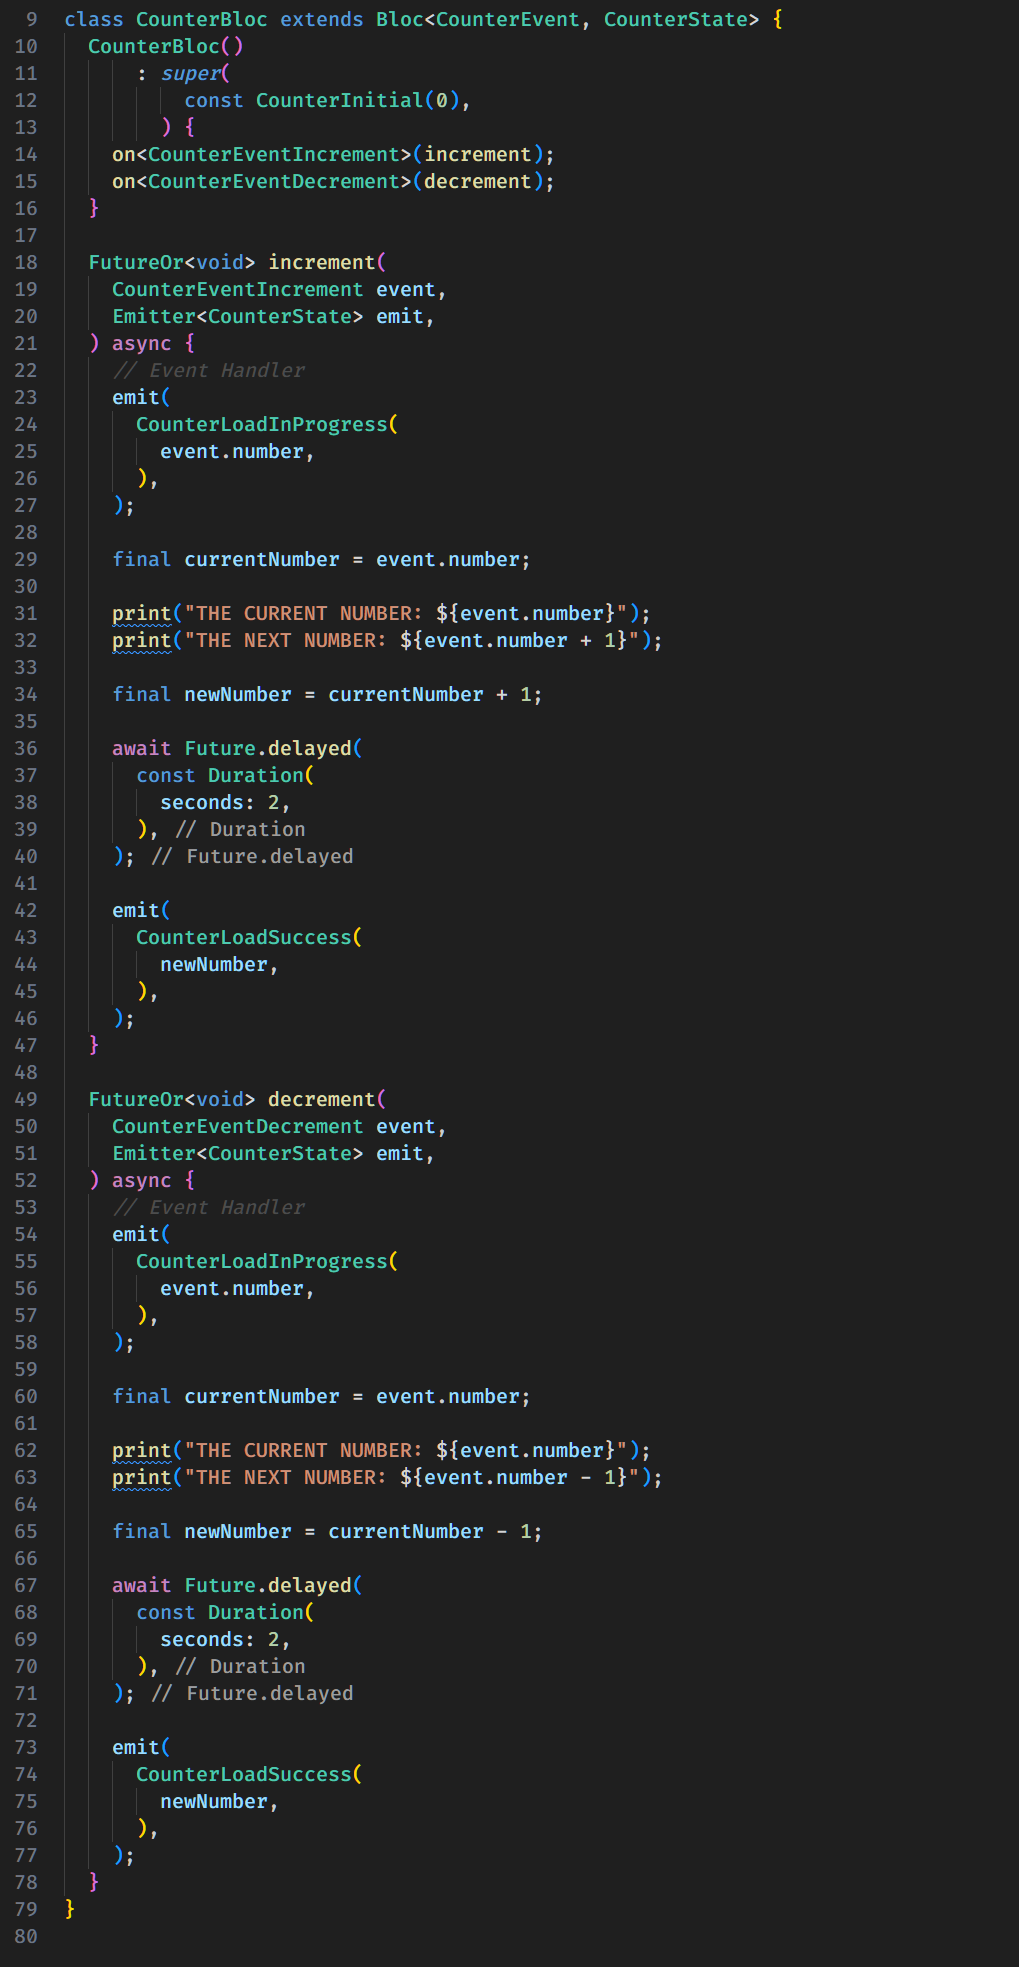 9 class CounterBloc extends Bloc<CounterEvent, CounterState> {
10   CounterBloc()
11       : super(
12           const CounterInitial(0),
13         ) {
14     on<CounterEventIncrement>(increment);
15     on<CounterEventDecrement>(decrement);
16   }
17
18   FutureOr<void> increment(
19     CounterEventIncrement event,
20     Emitter<CounterState> emit,
21   ) async {
22     // Event Handler
23     emit(
24       CounterLoadInProgress(
25         event.number,
26       ),
27     );
28
29     final currentNumber = event.number;
30
31     print("THE CURRENT NUMBER: ${event.number}");
32     print("THE NEXT NUMBER: ${event.number + 1}");
33
34     final newNumber = currentNumber + 1;
35
36     await Future.delayed(
37       const Duration(
38         seconds: 2,
39       ), // Duration
40     ); // Future.delayed
41
42     emit(
43       CounterLoadSuccess(
44         newNumber,
45       ),
46     );
47   }
48
49   FutureOr<void> decrement(
50     CounterEventDecrement event,
51     Emitter<CounterState> emit,
52   ) async {
53     // Event Handler
54     emit(
55       CounterLoadInProgress(
56         event.number,
57       ),
58     );
59
60     final currentNumber = event.number;
61
62     print("THE CURRENT NUMBER: ${event.number}");
63     print("THE NEXT NUMBER: ${event.number - 1}");
64
65     final newNumber = currentNumber - 1;
66
67     await Future.delayed(
68       const Duration(
69         seconds: 2,
70       ), // Duration
71     ); // Future.delayed
72
73     emit(
74       CounterLoadSuccess(
75         newNumber,
76       ),
77     );
78   }
79 }
80